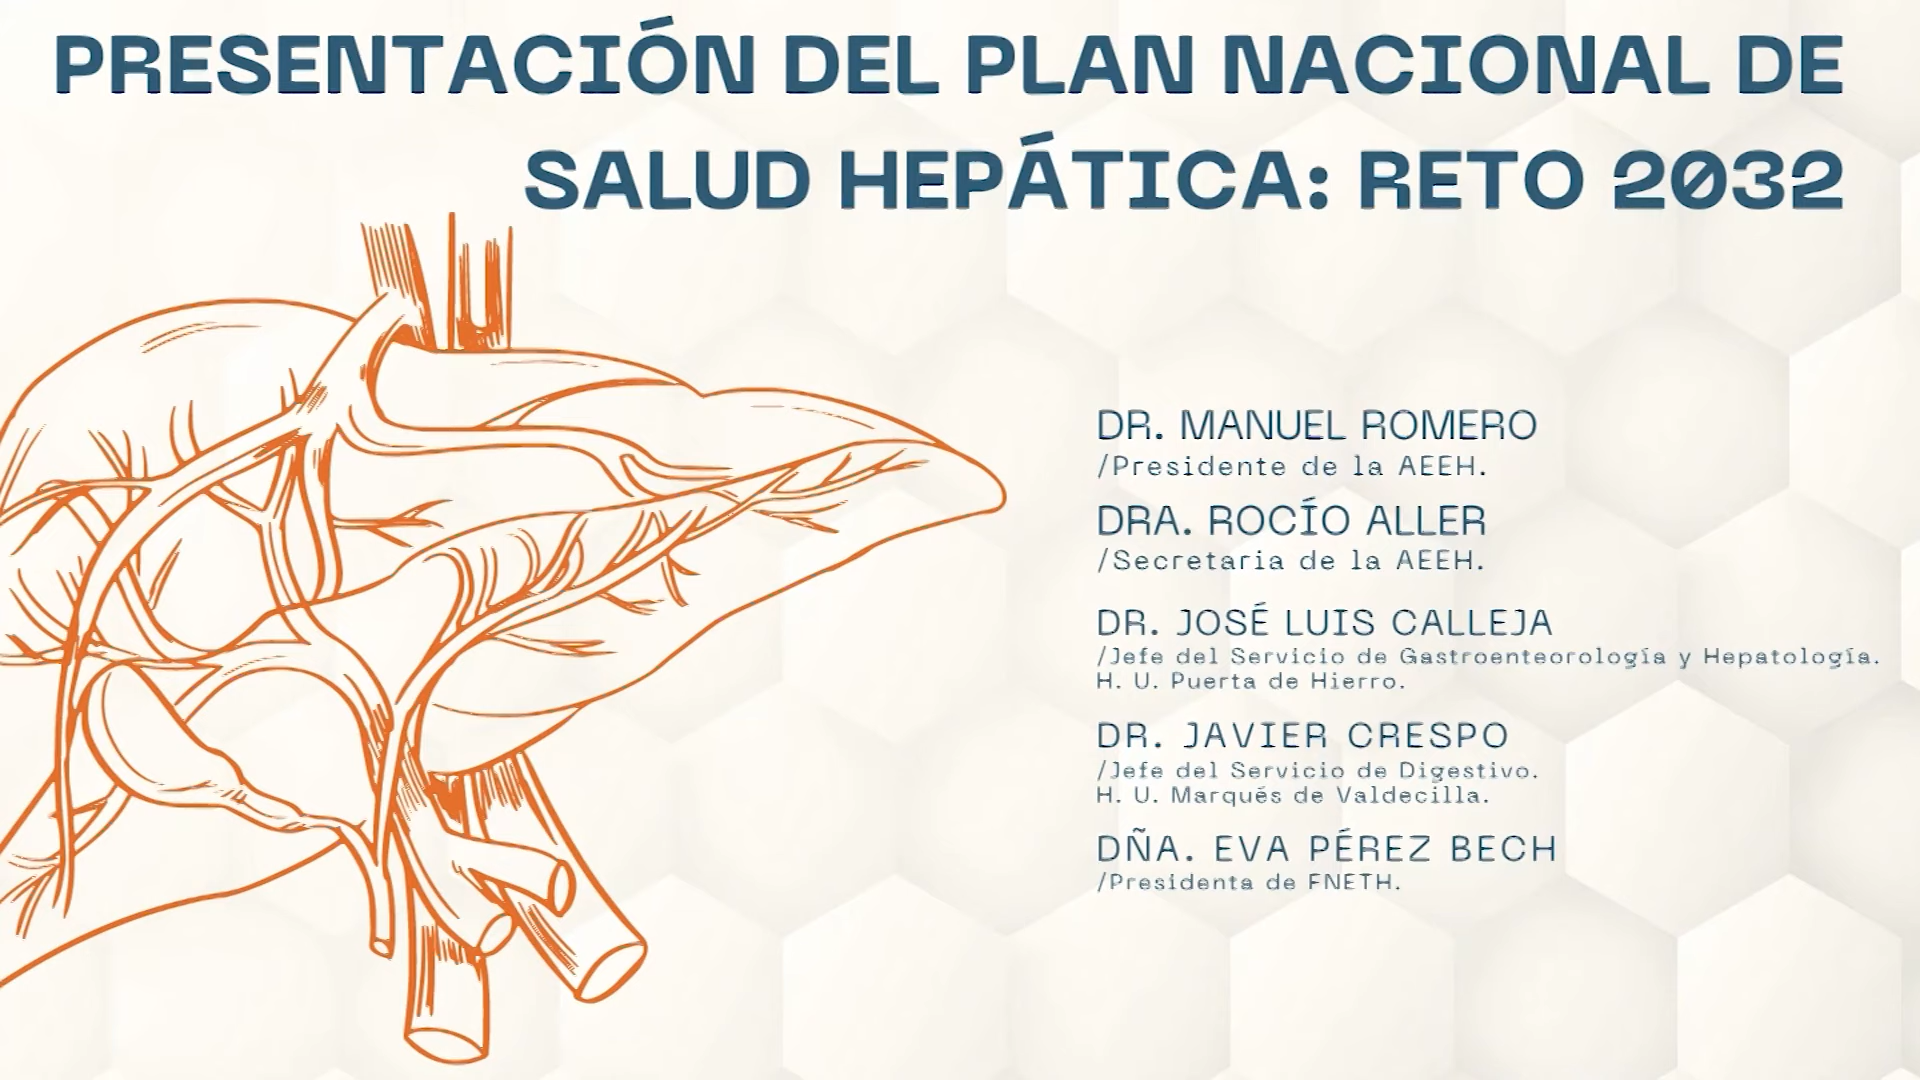 PRESENTACIÓN DEL PLAN NACIONAL DE
SALUD HEPÁTICA: RETO 2032
DR. MANUEL ROMERO
/Presidente de la AEEH.
DRA. ROCÍO ALLER
/Secretaria de la AEEH.
DR. JOSÉ LUIS CALLEJA
/Jefe del Servicio de Gastroenteorología y Hepatología.
H. U. Puerta de Hierro.
DR. JAVIER CRESPO
/Jefe del Servicio de Digestivo.
H. U. Marqués de Valdecilla.
DÑA. EVA PÉREZ BECH
/Presidenta de FNETH.